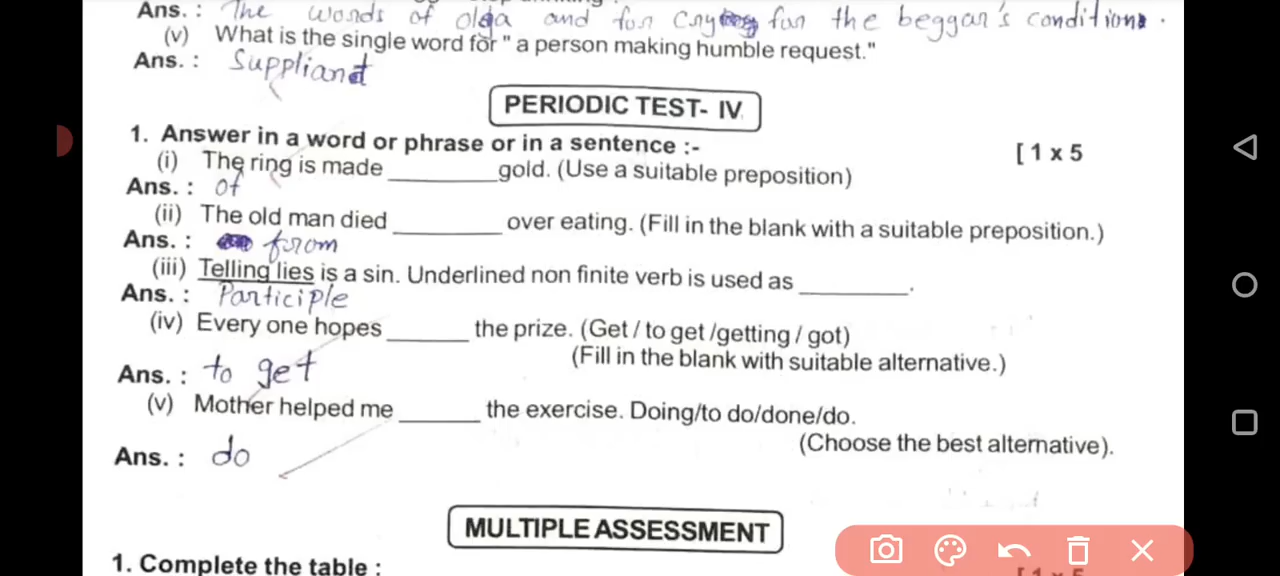 Ans. : The words of olga and for crying for the beggar's condition.
(v) What is the single word for " a person making humble request."
Ans. : Suppliant
PERIODIC TEST- IV
1. Answer in a word or phrase or in a sentence :-
[ 1 x 5
(i) The ring is made ________ gold. (Use a suitable preposition)
Ans. : of
(ii) The old man died ________ over eating. (Fill in the blank with a suitable preposition.)
Ans. : from
(iii) Telling lies is a sin. Underlined non finite verb is used as ________.
Ans. : Participle
(iv) Every one hopes ______ the prize. (Get / to get /getting / got)
(Fill in the blank with suitable alternative.)
Ans. : to get
(v) Mother helped me ______ the exercise. Doing/to do/done/do.
(Choose the best alternative).
Ans. : do
MULTIPLE ASSESSMENT
1. Complete the table :
[ 1 x 5